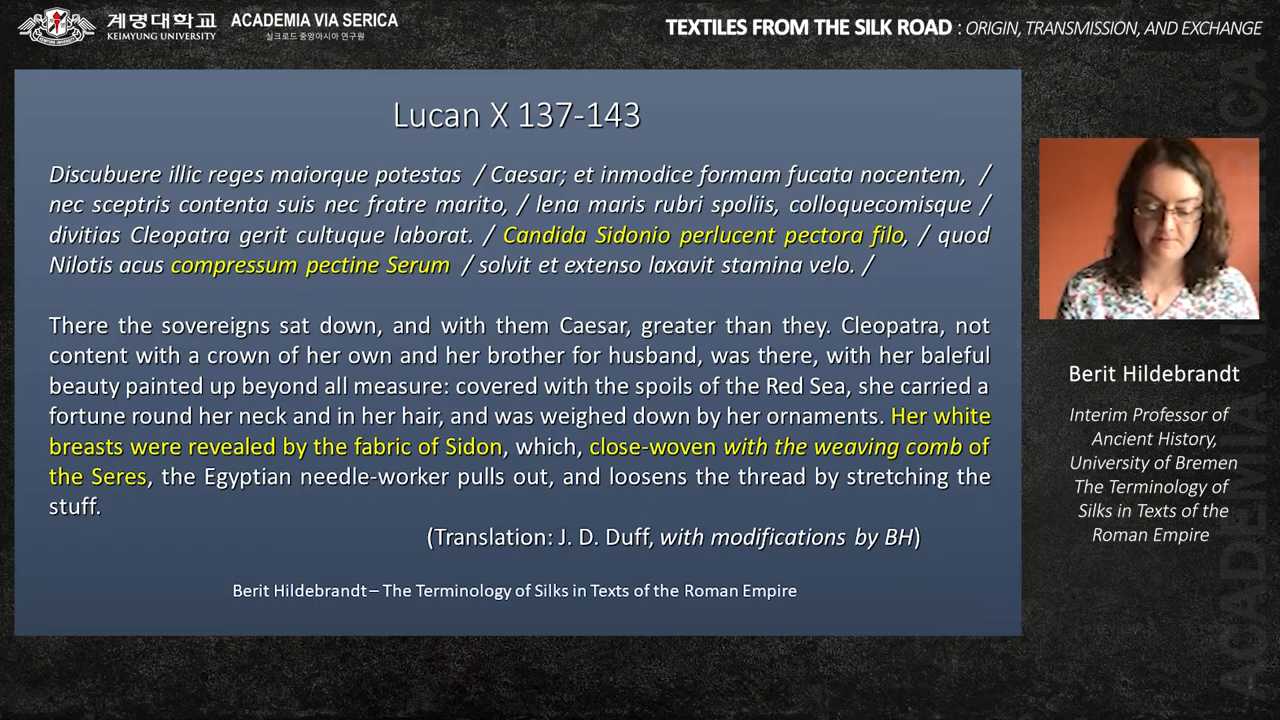 계명대학교
KEIMYUNG UNIVERSITY
ACADEMIA VIA SERICA
실크로드 중앙아시아 연구원
TEXTILES FROM THE SILK ROAD : ORIGIN, TRANSMISSION, AND EXCHANGE
Lucan X 137-143
Discubuere illic reges maiorque potestas / Caesar; et inmodice formam fucata nocentem, /
nec sceptris contenta suis nec fratre marito, / lena maris rubri spoliis, colloquecomisque /
divitias Cleopatra gerit cultuque laborat. / Candida Sidonio perlucent pectora filo, / quod
Nilotis acus compressum pectine Serum / solvit et extenso laxavit stamina velo. /
There the sovereigns sat down, and with them Caesar, greater than they. Cleopatra, not
content with a crown of her own and her brother for husband, was there, with her baleful
beauty painted up beyond all measure: covered with the spoils of the Red Sea, she carried a
fortune round her neck and in her hair, and was weighed down by her ornaments. Her white
breasts were revealed by the fabric of Sidon, which, close-woven with the weaving comb of
the Seres, the Egyptian needle-worker pulls out, and loosens the thread by stretching the
stuff.
(Translation: J. D. Duff, with modifications by BH)
Berit Hildebrandt – The Terminology of Silks in Texts of the Roman Empire
Berit Hildebrandt
Interim Professor of
Ancient History,
University of Bremen
The Terminology of
Silks in Texts of the
Roman Empire
ACADEMIA VIA SERICA